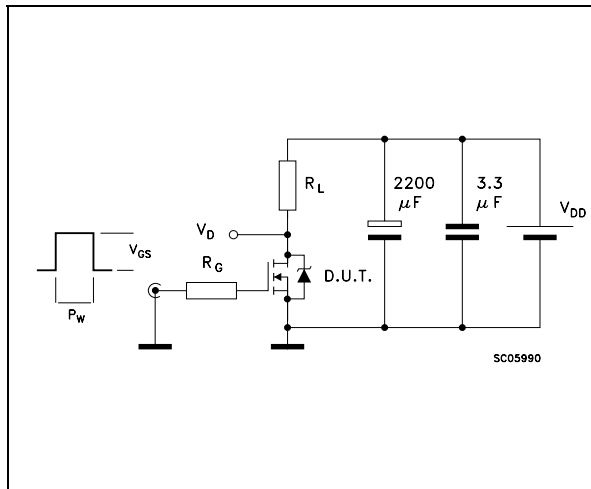 R_L
2200
μF
3.3
μF
V_DD
V_D
V_GS
R_G
D.U.T.
P_W
SC05990